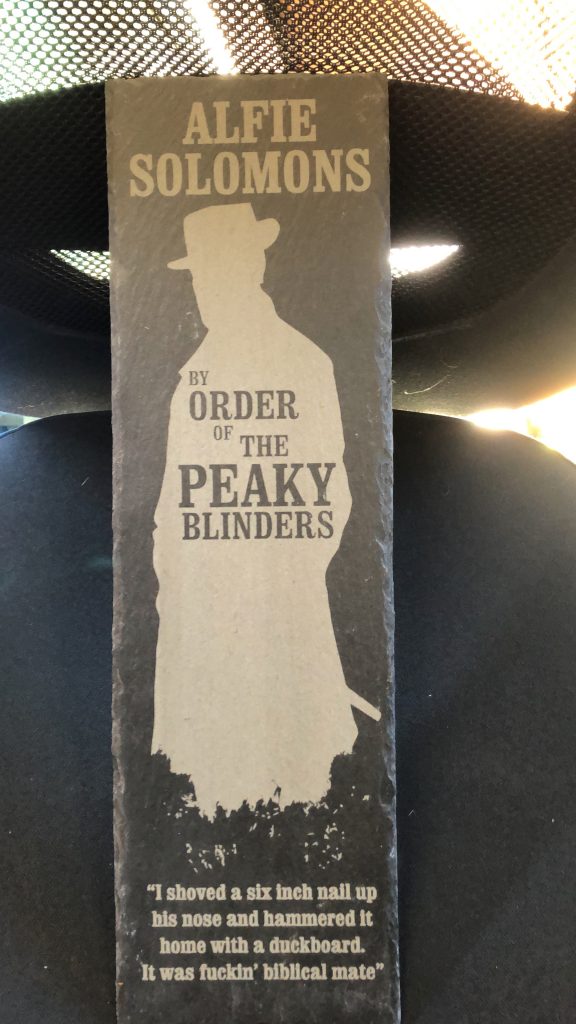 ALFIE
SOLOMONS
BY
ORDER
OF THE
PEAKY
BLINDERS
“I shoved a six inch nail up
his nose and hammered it
home with a duckboard.
It was fuckin’ biblical mate”